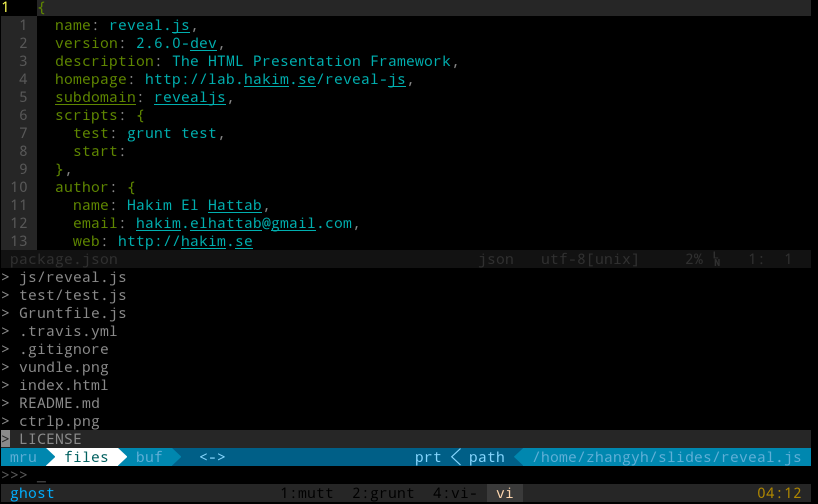 1 {
1 name: reveal.js,
2 version: 2.6.0-dev,
3 description: The HTML Presentation Framework,
4 homepage: http://lab.hakim.se/reveal-js,
5 subdomain: revealjs,
6 scripts: {
7 test: grunt test,
8 start:
9 },
10 author: {
11 name: Hakim El Hattab,
12 email: hakim.elhattab@gmail.com,
13 web: http://hakim.se
package.json json utf-8[unix] 2% ␤ 1: 1
> js/reveal.js
> test/test.js
> Gruntfile.js
> .travis.yml
> .gitignore
> vundle.png
> index.html
> README.md
> ctrlp.png
> LICENSE
mru files buf <-> prt path /home/zhangyh/slides/reveal.js
>>> _
ghost 1:mutt 2:grunt 4:vi- vi 04:12